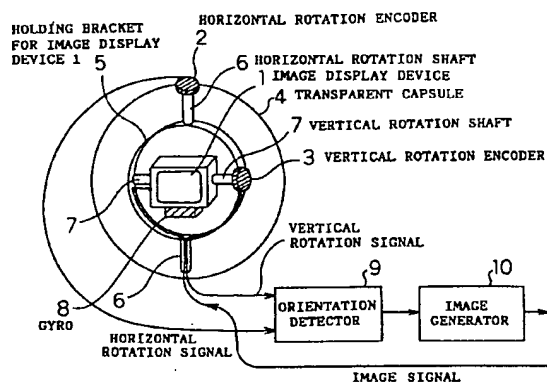 HORIZONTAL ROTATION ENCODER
HOLDING BRACKET
FOR IMAGE DISPLAY
DEVICE 1
2
5
6 HORIZONTAL ROTATION SHAFT
1 IMAGE DISPLAY DEVICE
4 TRANSPARENT CAPSULE
7 VERTICAL ROTATION
SHAFT
3 VERTICAL ROTATION ENCODER
7
VERTICAL
ROTATION SIGNAL
8
GYRO
6
9
10
ORIENTATION
DETECTOR
IMAGE
GENERATOR
HORIZONTAL
ROTATION SIGNAL
IMAGE SIGNAL